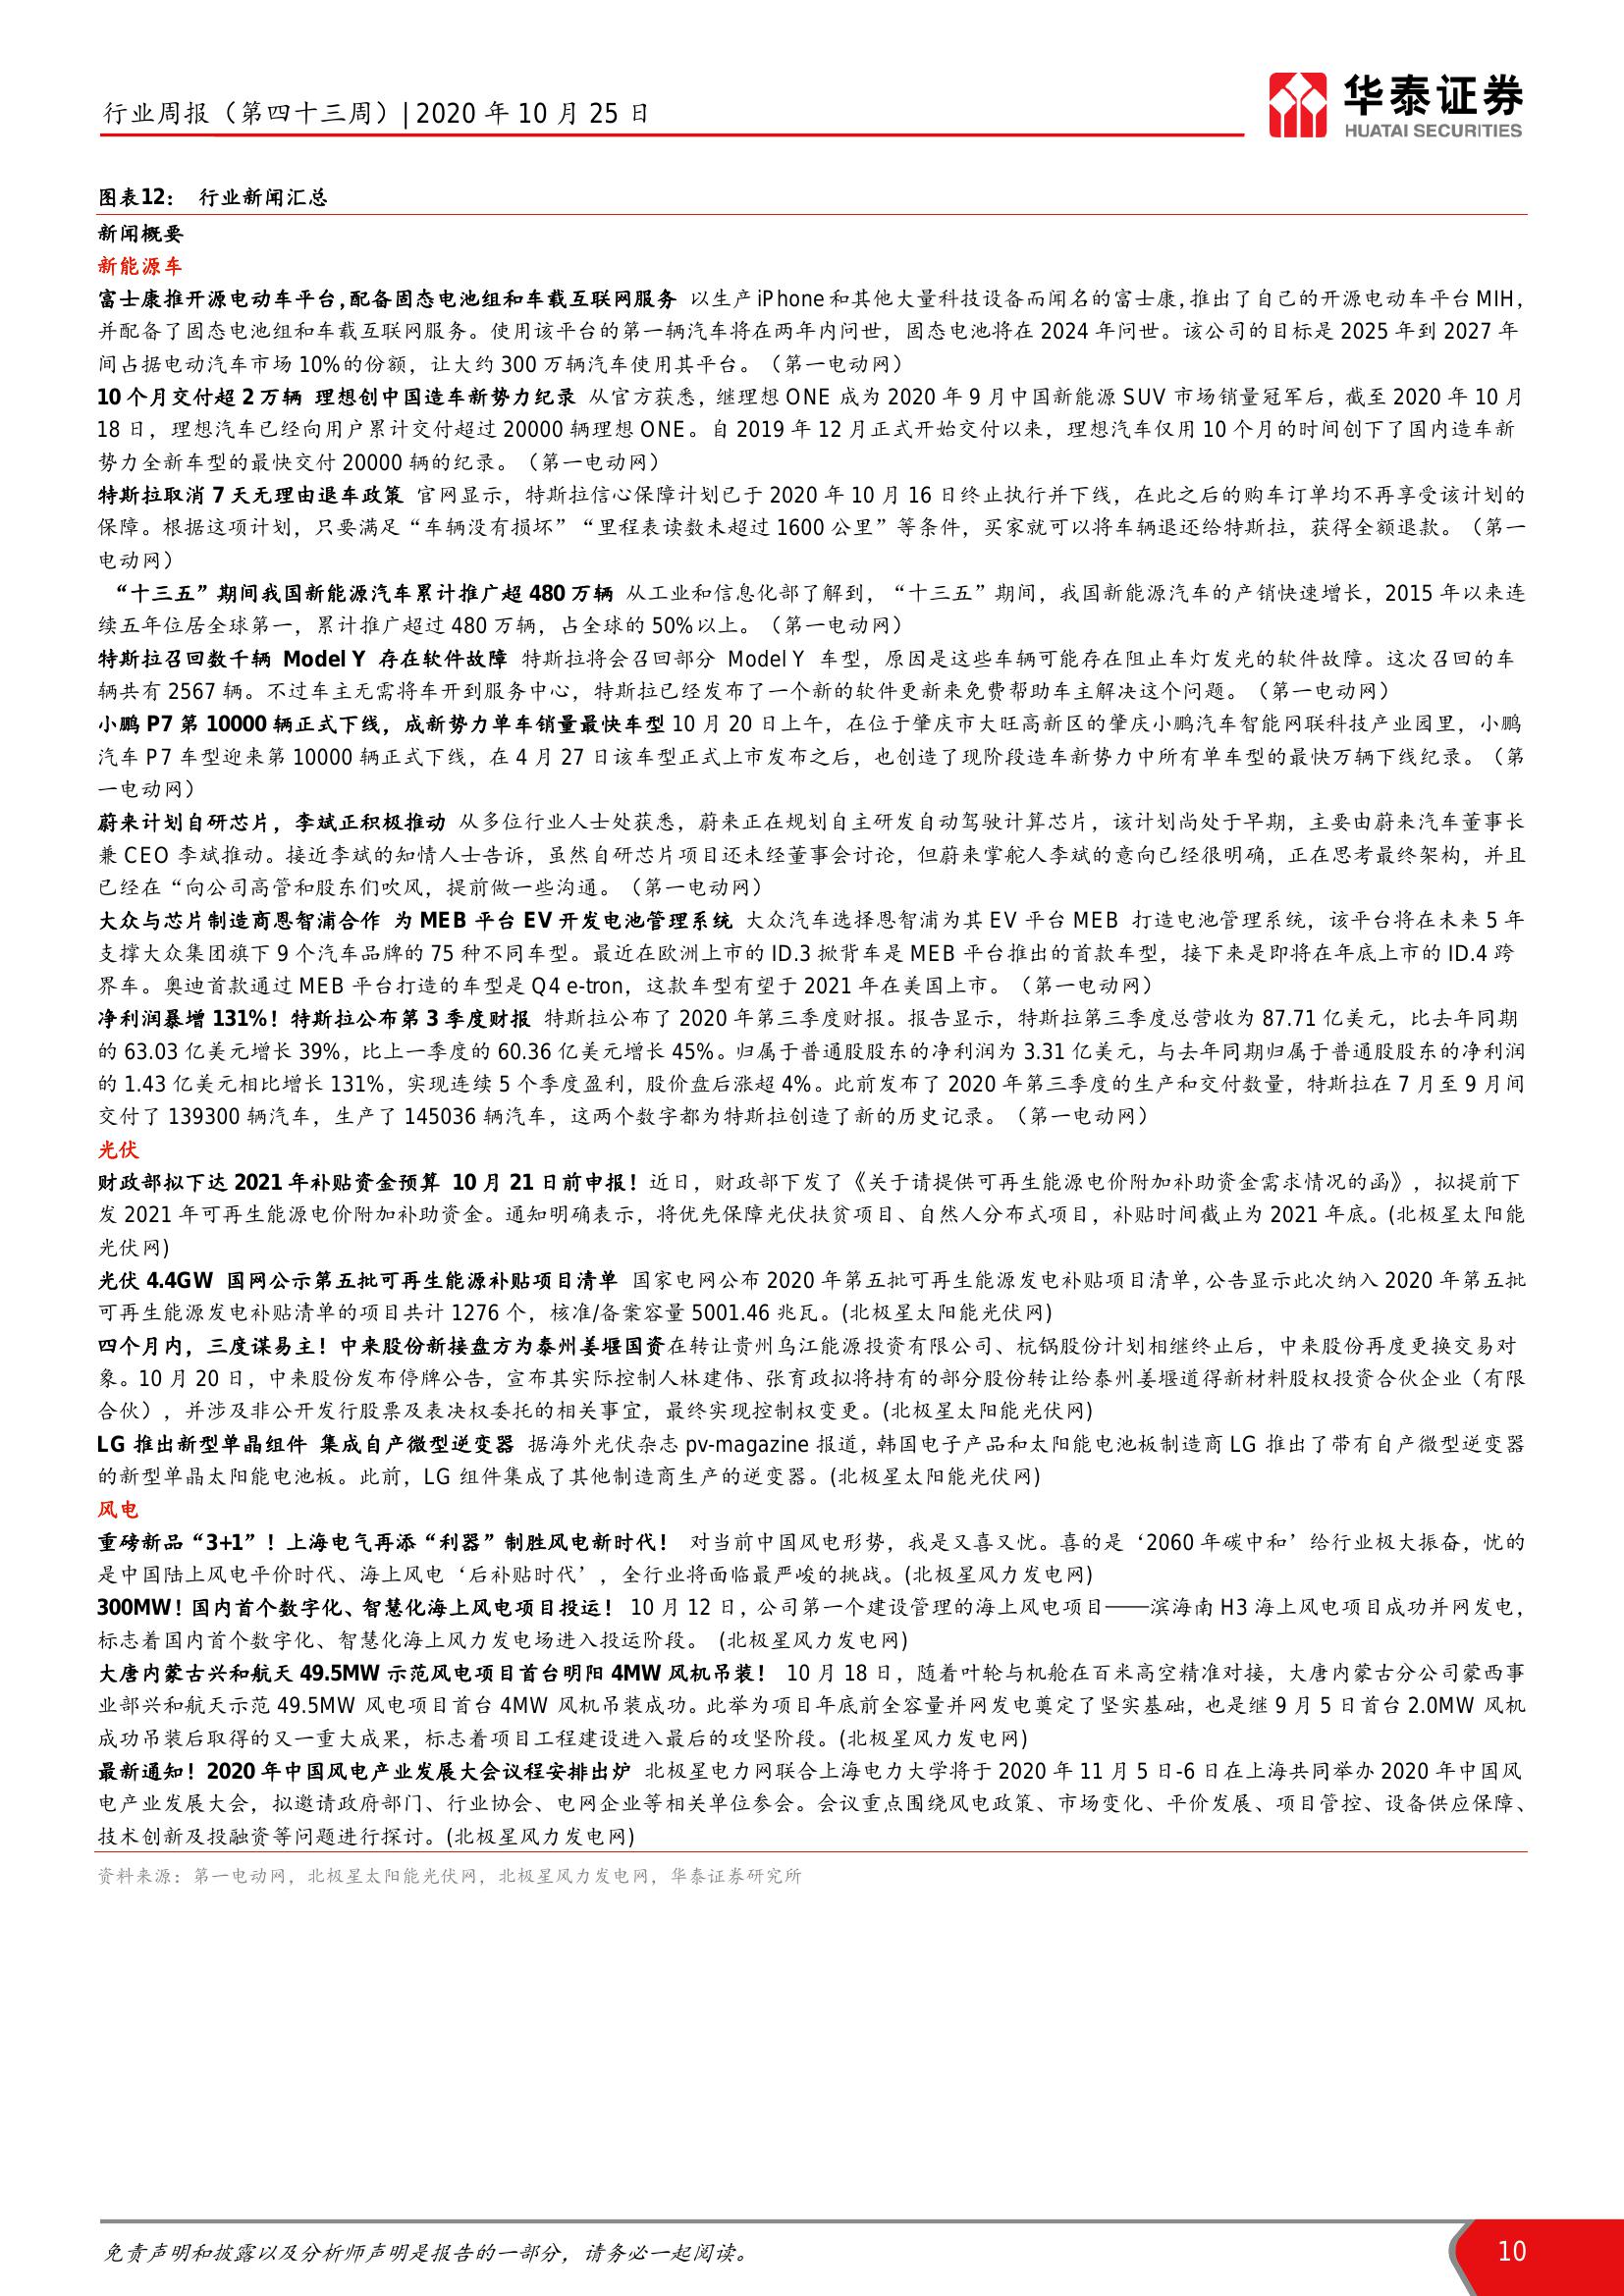 行业周报（第四十三周）|2020 年 10 月 25 日
华泰证券
HUATAI SECURITIES
图表12： 行业新闻汇总
新闻概要
新能源车
富士康推开源电动车平台,配备固态电池组和车载互联网服务 以生产 iPhone 和其他大量科技设备而闻名的富士康,推出了自己的开源电动车平台 MIH,
并配备了固态电池组和车载互联网服务。使用该平台的第一辆汽车将在两年内问世，固态电池将在 2024 年问世。该公司的目标是 2025 年到 2027 年
间占据电动汽车市场 10%的份额，让大约 300 万辆汽车使用其平台。（第一电动网）
10 个月交付超 2 万辆 理想创中国造车新势力纪录 从官方获悉，继理想 ONE 成为 2020 年 9 月中国新能源 SUV 市场销量冠军后，截至 2020 年 10 月
18 日，理想汽车已经向用户累计交付超过 20000 辆理想 ONE。自 2019 年 12 月正式开始交付以来，理想汽车仅用 10 个月的时间创下了国内造车新
势力全新车型的最快交付 20000 辆的纪录。（第一电动网）
特斯拉取消 7 天无理由退车政策 官网显示，特斯拉信心保障计划已于 2020 年 10 月 16 日终止执行并下线，在此之后的购车订单均不再享受该计划的
保障。根据这项计划，只要满足“车辆没有损坏”“里程表读数未超过 1600 公里”等条件，买家就可以将车辆退还给特斯拉，获得全额退款。（第一
电动网）
“十三五”期间我国新能源汽车累计推广超 480 万辆 从工业和信息化部了解到，“十三五”期间，我国新能源汽车的产销快速增长，2015 年以来连
续五年位居全球第一，累计推广超过 480 万辆，占全球的 50%以上。（第一电动网）
特斯拉召回数千辆 Model Y 存在软件故障 特斯拉将会召回部分 Model Y 车型，原因是这些车辆可能存在阻止车灯发光的软件故障。这次召回的车
辆共有 2567 辆。不过车主无需将车开到服务中心，特斯拉已经发布了一个新的软件更新来免费帮助车主解决这个问题。（第一电动网）
小鹏 P7 第 10000 辆正式下线，成新势力单车销量最快车型 10 月 20 日上午，在位于肇庆市大旺高新区的肇庆小鹏汽车智能网联科技产业园里，小鹏
汽车 P7 车型迎来第 10000 辆正式下线，在 4 月 27 日该车型正式上市发布之后，也创造了现阶段造车新势力中所有单车型的最快万辆下线纪录。（第
一电动网）
蔚来计划自研芯片，李斌正积极推动 从多位行业人士处获悉，蔚来正在规划自主研发自动驾驶计算芯片，该计划尚处于早期，主要由蔚来汽车董事长
兼 CEO 李斌推动。接近李斌的知情人士告诉，虽然自研芯片项目还未经董事会讨论，但蔚来掌舵人李斌的意向已经很明确，正在思考最终架构，并且
已经在“向公司高管和股东们吹风，提前做一些沟通。（第一电动网）
大众与芯片制造商恩智浦合作 为 MEB 平台 EV 开发电池管理系统 大众汽车选择恩智浦为其 EV 平台 MEB 打造电池管理系统，该平台将在未来 5 年
支撑大众集团旗下 9 个汽车品牌的 75 种不同车型。最近在欧洲上市的 ID.3 掀背车是 MEB 平台推出的首款车型，接下来是即将在年底上市的 ID.4 跨
界车。奥迪首款通过 MEB 平台打造的车型是 Q4 e-tron，这款车型有望于 2021 年在美国上市。（第一电动网）
净利润暴增 131%！特斯拉公布第 3 季度财报 特斯拉公布了 2020 年第三季度财报。报告显示，特斯拉第三季度总营收为 87.71 亿美元，比去年同期
的 63.03 亿美元增长 39%，比上一季度的 60.36 亿美元增长 45%。归属于普通股股东的净利润为 3.31 亿美元，与去年同期归属于普通股股东的净利润
的 1.43 亿美元相比增长 131%，实现连续 5 个季度盈利，股价盘后涨超 4%。此前发布了 2020 年第三季度的生产和交付数量，特斯拉在 7 月至 9 月间
交付了 139300 辆汽车，生产了 145036 辆汽车，这两个数字都为特斯拉创造了新的历史记录。（第一电动网）
光伏
财政部拟下达 2021 年补贴资金预算 10 月 21 日前申报！近日，财政部下发了《关于请提供可再生能源电价附加补助资金需求情况的函》，拟提前下
发 2021 年可再生能源电价附加补助资金。通知明确表示，将优先保障光伏扶贫项目、自然人分布式项目，补贴时间截止为 2021 年底。(北极星太阳能
光伏网)
光伏 4.4GW 国网公示第五批可再生能源补贴项目清单 国家电网公布 2020 年第五批可再生能源发电补贴项目清单,公告显示此次纳入 2020 年第五批
可再生能源发电补贴清单的项目共计 1276 个，核准/备案容量 5001.46 兆瓦。(北极星太阳能光伏网)
四个月内，三度谋易主！中来股份新接盘方为泰州姜堰国资在转让贵州乌江能源投资有限公司、杭锅股份计划相继终止后，中来股份再度更换交易对
象。10 月 20 日，中来股份发布停牌公告，宣布其实际控制人林建伟、张育政拟将持有的部分股份转让给泰州姜堰道得新材料股权投资合伙企业（有限
合伙），并涉及非公开发行股票及表决权委托的相关事宜，最终实现控制权变更。(北极星太阳能光伏网)
LG 推出新型单晶组件 集成自产微型逆变器 据海外光伏杂志 pv-magazine 报道，韩国电子产品和太阳能电池板制造商 LG 推出了带有自产微型逆变器
的新型单晶太阳能电池板。此前，LG 组件集成了其他制造商生产的逆变器。(北极星太阳能光伏网)
风电
重磅新品“3+1”！上海电气再添“利器”制胜风电新时代！ 对当前中国风电形势，我是又喜又忧。喜的是‘2060 年碳中和’给行业极大振奋，忧的
是中国陆上风电平价时代、海上风电‘后补贴时代’，全行业将面临最严峻的挑战。(北极星风力发电网)
300MW！国内首个数字化、智慧化海上风电项目投运！ 10 月 12 日，公司第一个建设管理的海上风电项目——滨海南 H3 海上风电项目成功并网发电，
标志着国内首个数字化、智慧化海上风力发电场进入投运阶段。 (北极星风力发电网)
大唐内蒙古兴和航天 49.5MW 示范风电项目首台明阳 4MW 风机吊装！ 10 月 18 日，随着叶轮与机舱在百米高空精准对接，大唐内蒙古分公司蒙西事
业部兴和航天示范 49.5MW 风电项目首台 4MW 风机吊装成功。此举为项目年底前全容量并网发电奠定了坚实基础，也是继 9 月 5 日首台 2.0MW 风机
成功吊装后取得的又一重大成果，标志着项目工程建设进入最后的攻坚阶段。(北极星风力发电网)
最新通知！2020 年中国风电产业发展大会议程安排出炉 北极星电力网联合上海电力大学将于 2020 年 11 月 5 日-6 日在上海共同举办 2020 年中国风
电产业发展大会，拟邀请政府部门、行业协会、电网企业等相关单位参会。会议重点围绕风电政策、市场变化、平价发展、项目管控、设备供应保障、
技术创新及投融资等问题进行探讨。(北极星风力发电网)
资料来源：第一电动网，北极星太阳能光伏网，北极星风力发电网，华泰证券研究所
免责声明和披露以及分析师声明是报告的一部分，请务必一起阅读。
10